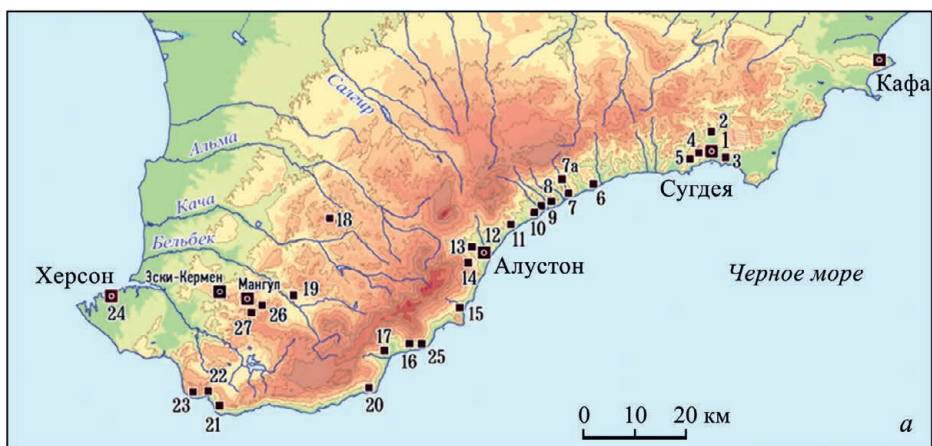 Кафа
Салгир
2
4
1
5
3
Сугдея
Альма
7а
8
7
6
9
10
11
18
Кача
12
13
Алустон
14
Черное море
Бельбек
Херсон
Эски-Кермен
Мангуп
19
24
26
27
15
17
16
25
22
23
21
20
0 10 20 км
а